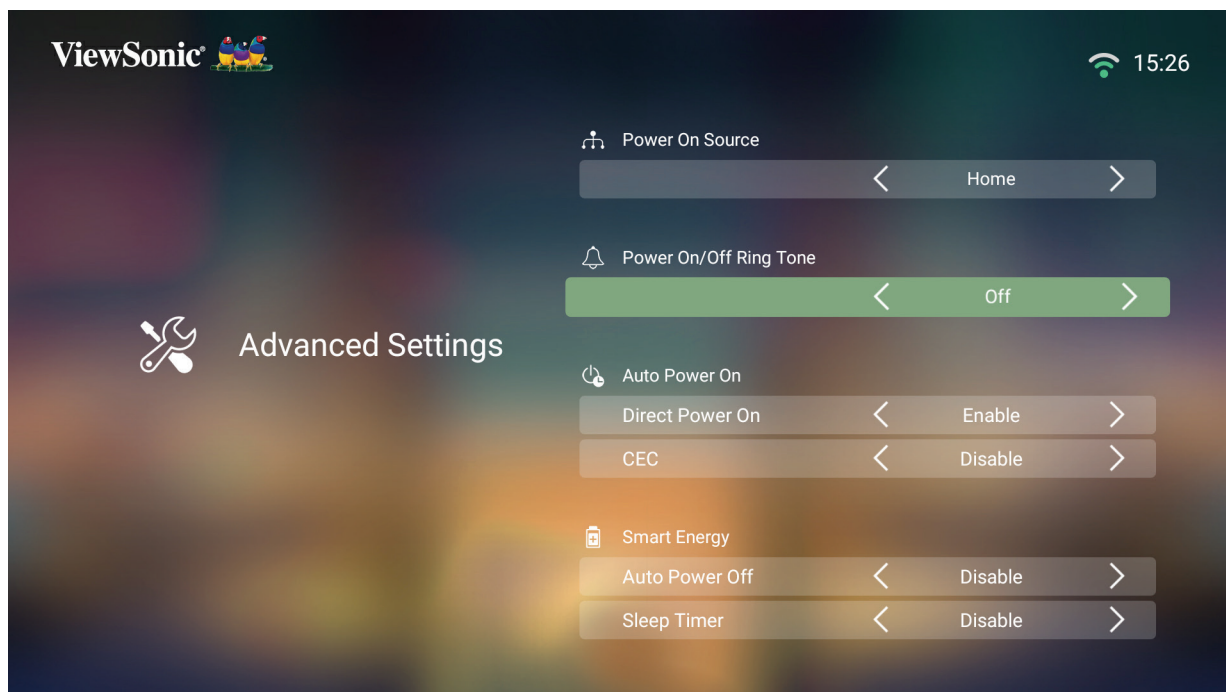 ViewSonic®
15:26
Power On Source
Home
Power On/Off Ring Tone
Off
Advanced Settings
Auto Power On
Direct Power On Enable
CEC Disable
Smart Energy
Auto Power Off Disable
Sleep Timer Disable